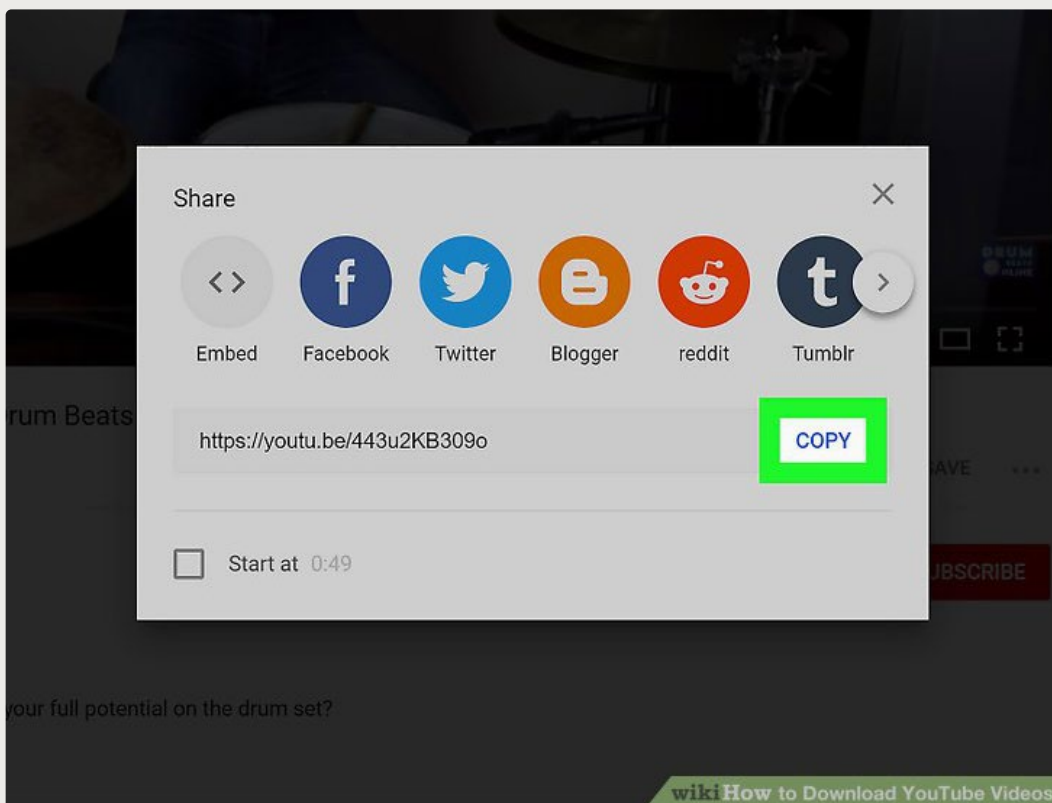 Share
Embed
Facebook
Twitter
Blogger
reddit
Tumblr
rum Beats
https://youtu.be/443u2KB309o
COPY
AVE
Start at 0:49
UBSCRIBE
your full potential on the drum set?
wikiHow to Download YouTube Videos